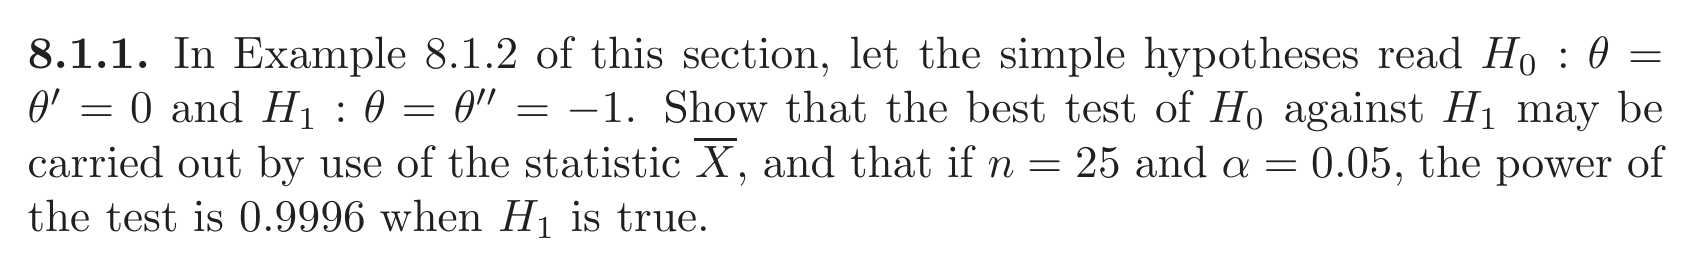 8.1.1. In Example 8.1.2 of this section, let the simple hypotheses read H₀ : θ =
θ′ = 0 and H₁ : θ = θ′′ = −1. Show that the best test of H₀ against H₁ may be
carried out by use of the statistic X̅, and that if n = 25 and α = 0.05, the power of
the test is 0.9996 when H₁ is true.